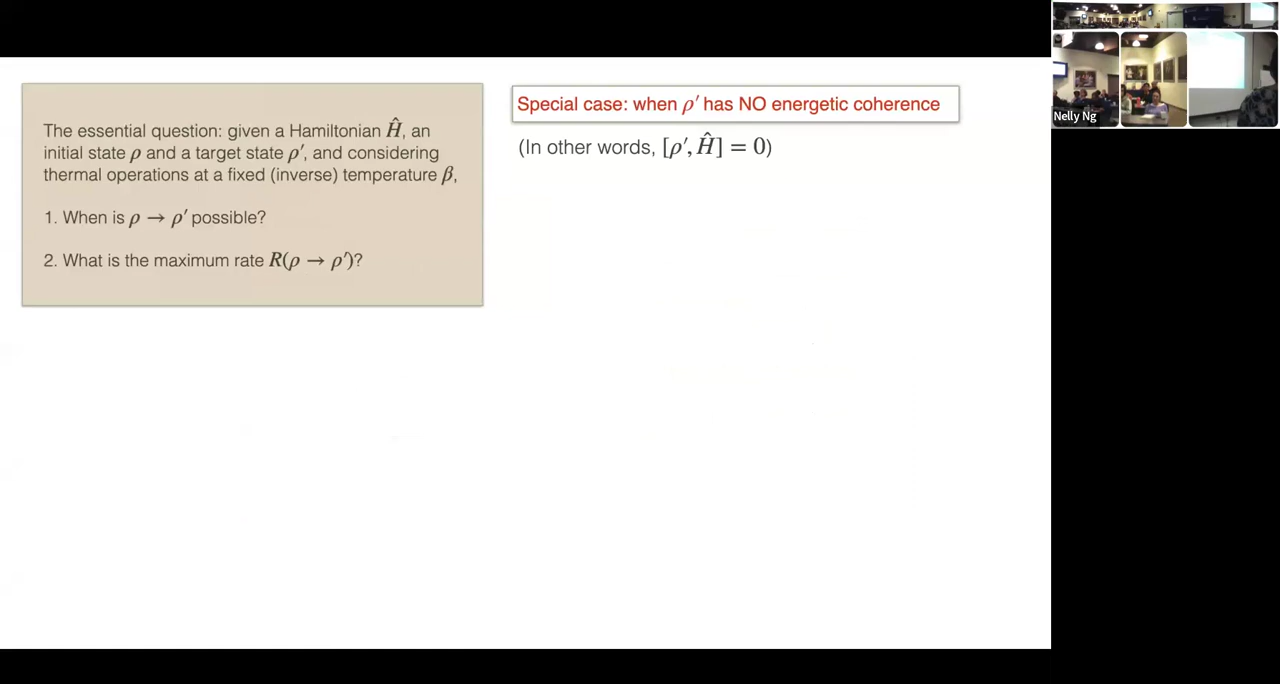 The essential question: given a Hamiltonian Ĥ, an
initial state ρ and a target state ρ′, and considering
thermal operations at a fixed (inverse) temperature β,
1. When is ρ → ρ′ possible?
2. What is the maximum rate R(ρ → ρ′)?
Special case: when ρ′ has NO energetic coherence
(In other words, [ρ′, Ĥ] = 0)
Nelly Ng